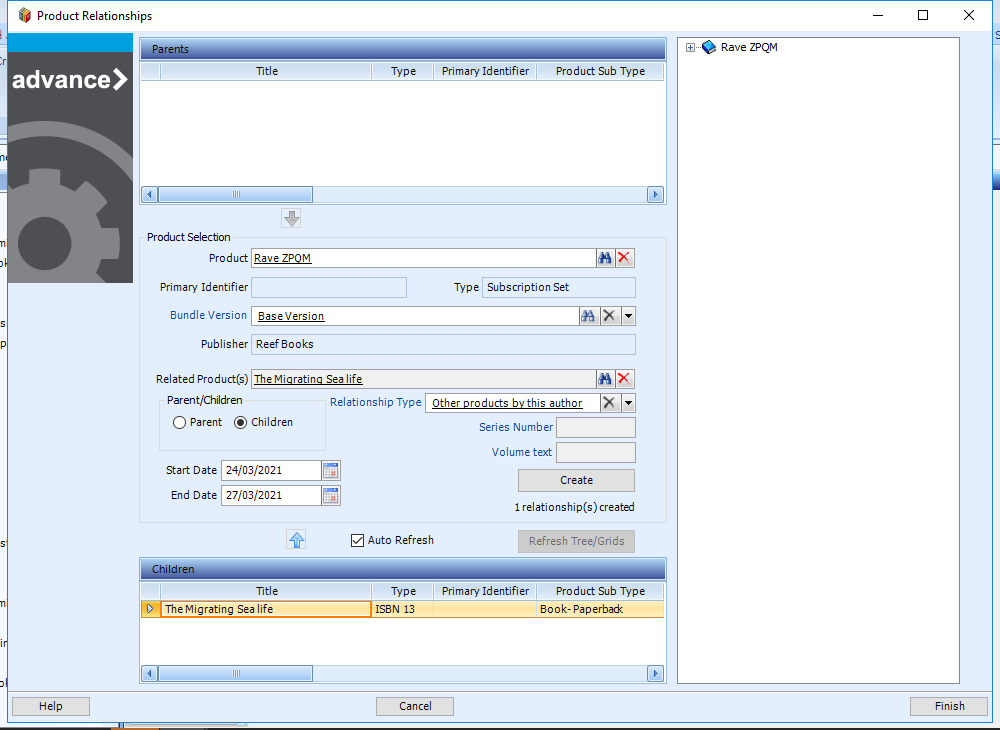 Product Relationships
advance
Parents
Title Type Primary Identifier Product Sub Type
Rave ZPQM
Product Selection
Product Rave ZPQM
Primary Identifier Type Subscription Set
Bundle Version Base Version
Publisher Reef Books
Related Product(s) The Migrating Sea life
Parent/Children Relationship Type Other products by this author
Parent Children
Series Number
Volume text
Start Date 24/03/2021
Create
End Date 27/03/2021
1 relationship(s) created
Auto Refresh Refresh Tree/Grids
Children
Title Type Primary Identifier Product Sub Type
The Migrating Sea life ISBN 13 Book- Paperback
Help Cancel Finish